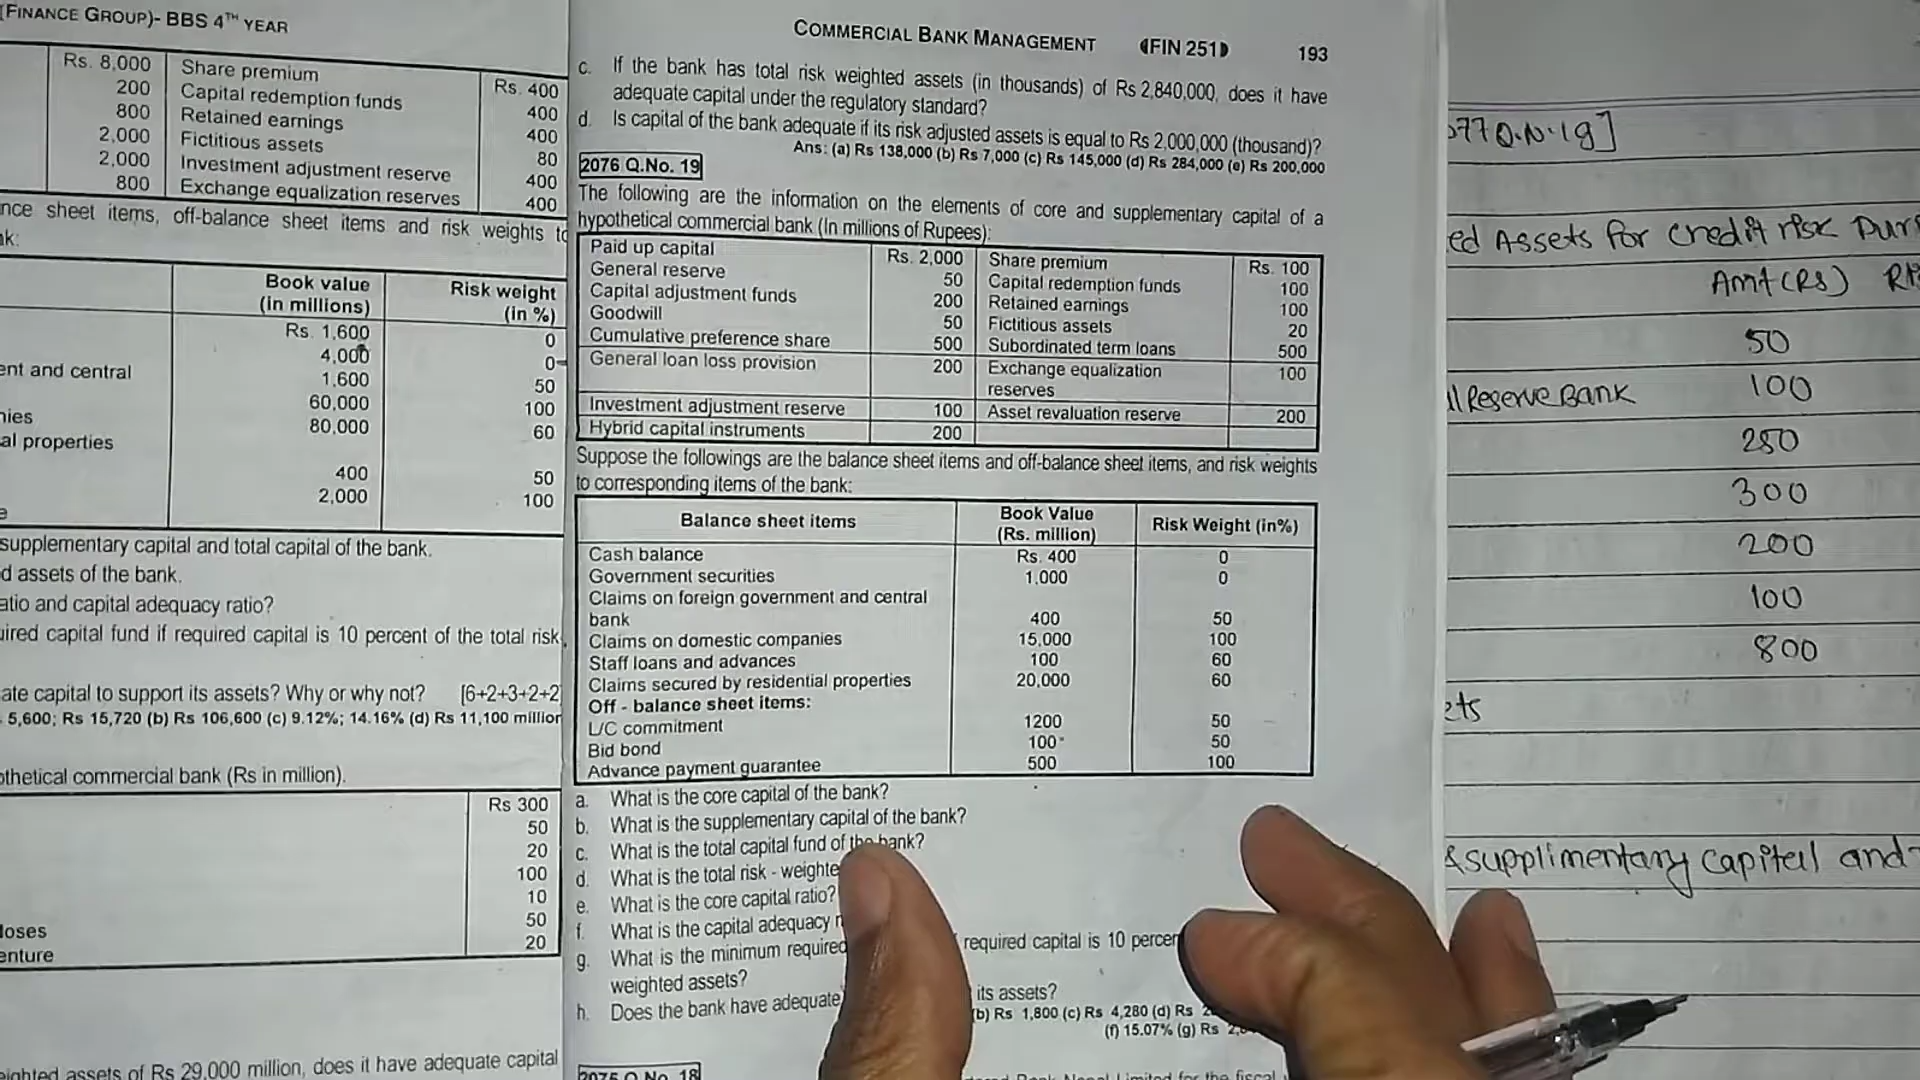 (FINANCE GROUP)- BBS 4TH YEAR
Rs. 8,000 Share premium Rs. 400
200 Capital redemption funds 400
800 Retained earnings 400
2,000 Fictitious assets 80
2,000 Investment adjustment reserve 400
800 Exchange equalization reserves 400
nce sheet items, off-balance sheet items and risk weights to
nk:
Book value (in millions) Risk weight (in %)
Rs. 1,600 0
4,000 0
ent and central 1,600 50
nies 60,000 100
al properties 80,000 60
400 50
2,000 100
e
supplementary capital and total capital of the bank.
d assets of the bank.
atio and capital adequacy ratio?
uired capital fund if required capital is 10 percent of the total risk
ate capital to support its assets? Why or why not? [6+2+3+2+2]
5,600; Rs 15,720 (b) Rs 106,600 (c) 9.12%; 14.16% (d) Rs 11,100 million
othetical commercial bank (Rs in million).
Rs 300
50
20
100
10
loses 50
enture 20
eighted assets of Rs 29,000 million, does it have adequate capital
COMMERCIAL BANK MANAGEMENT (FIN 251) 193
c. If the bank has total risk weighted assets (in thousands) of Rs 2,840,000, does it have
adequate capital under the regulatory standard?
d. Is capital of the bank adequate if its risk adjusted assets is equal to Rs 2,000,000 (thousand)?
Ans: (a) Rs 138,000 (b) Rs 7,000 (c) Rs 145,000 (d) Rs 284,000 (e) Rs 200,000
2076 Q.No. 19
The following are the information on the elements of core and supplementary capital of a
hypothetical commercial bank (In millions of Rupees):
Paid up capital Rs. 2,000 Share premium Rs. 100
General reserve 50 Capital redemption funds 100
Capital adjustment funds 200 Retained earnings 100
Goodwill 50 Fictitious assets 20
Cumulative preference share 500 Subordinated term loans 500
General loan loss provision 200 Exchange equalization reserves 100
Investment adjustment reserve 100 Asset revaluation reserve 200
Hybrid capital instruments 200
Suppose the followings are the balance sheet items and off-balance sheet items, and risk weights
to corresponding items of the bank:
Balance sheet items Book Value (Rs. million) Risk Weight (in%)
Cash balance Rs. 400 0
Government securities 1,000 0
Claims on foreign government and central
bank 400 50
Claims on domestic companies 15,000 100
Staff loans and advances 100 60
Claims secured by residential properties 20,000 60
Off - balance sheet items:
L/C commitment 1200 50
Bid bond 100 50
Advance payment guarantee 500 100
a. What is the core capital of the bank?
b. What is the supplementary capital of the bank?
c. What is the total capital fund of the bank?
d. What is the total risk - weighte
e. What is the core capital ratio?
f. What is the capital adequacy r
g. What is the minimum required required capital is 10 percen
weighted assets?
h. Does the bank have adequate its assets?
(b) Rs 1,800 (c) Rs 4,280 (d) Rs 2
(f) 15.07% (g) Rs 2,
2075 Q.No. 18
Limited for the fiscal
077 Q.N.19]
ed Assets for credit risk Dur
Amt (Rs) Ri
50
l Reserve Bank 100
250
300
200
100
800
ets
& supplimentary capital and